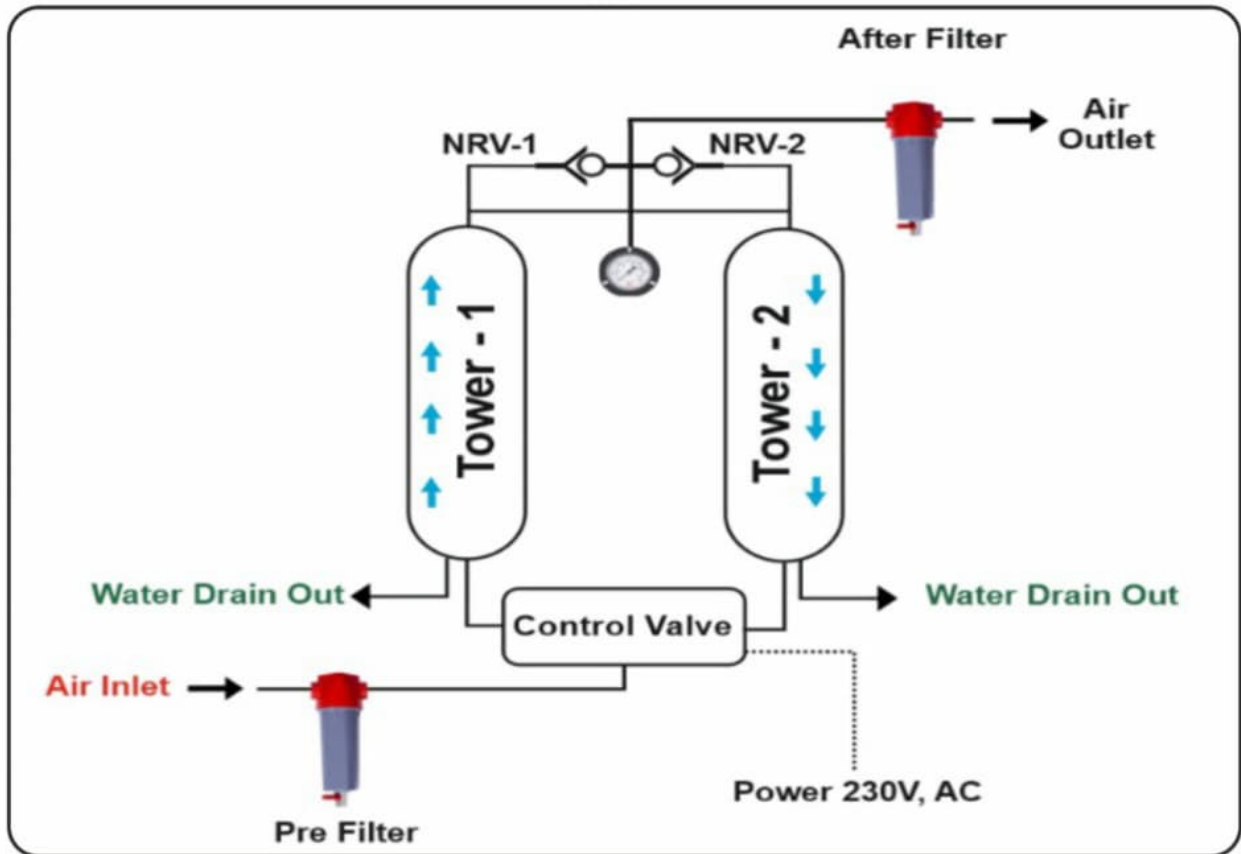 After Filter
Air
Outlet
NRV-1
NRV-2
Tower - 1
Tower - 2
Water Drain Out
Water Drain Out
Control Valve
Air Inlet
Power 230V, AC
Pre Filter